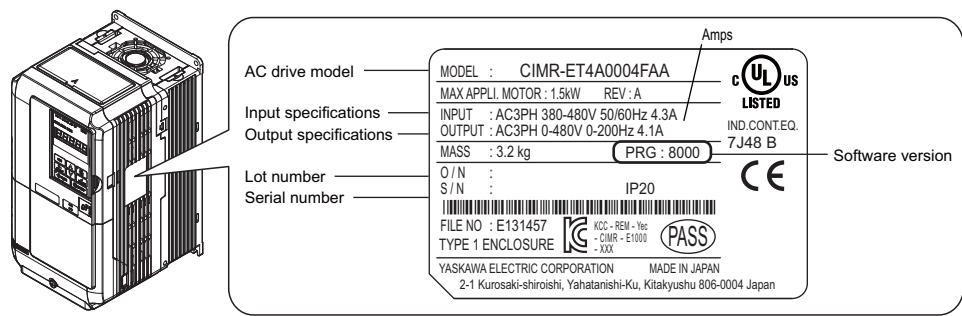 Amps
AC drive model
Input specifications
Output specifications
Lot number
Serial number
MODEL : CIMR-ET4A0004FAA
MAX APPLI. MOTOR : 1.5kW REV : A
INPUT : AC3PH 380-480V 50/60Hz 4.3A
OUTPUT : AC3PH 0-480V 0-200Hz 4.1A
MASS : 3.2 kg PRG : 8000
O / N :
S / N : IP20
FILE NO : E131457
TYPE 1 ENCLOSURE
KCC - REM - Yec
- CIMR - E1000
- XXX
PASS
YASKAWA ELECTRIC CORPORATION MADE IN JAPAN
2-1 Kurosaki-shiroishi, Yahatanishi-Ku, Kitakyushu 806-0004 Japan
C UL US
LISTED
IND.CONT.EQ.
7J48 B
CE
Software version